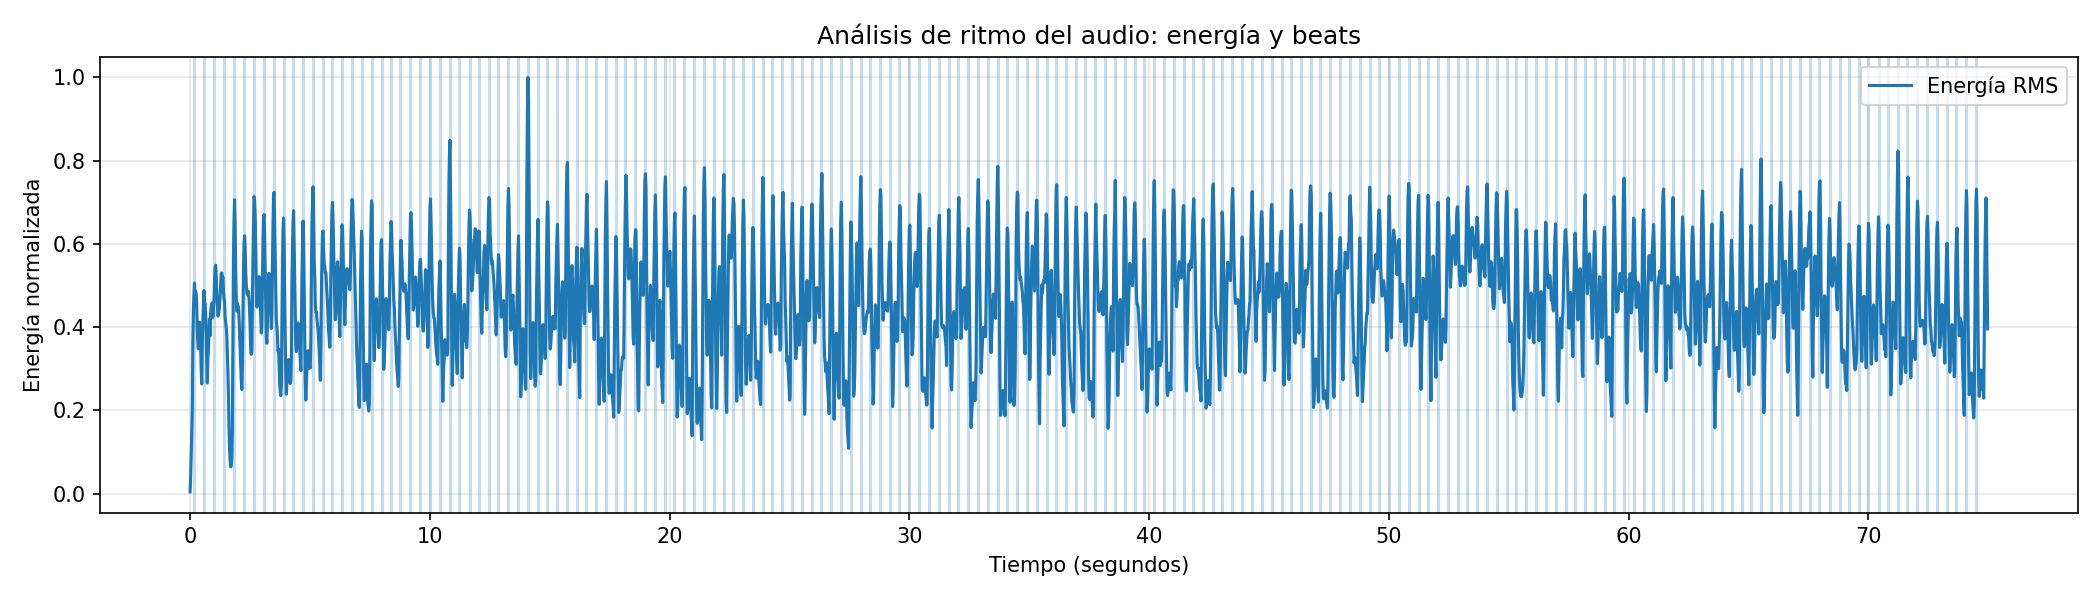 Análisis de ritmo del audio: energía y beats
Energía RMS
Energía normalizada
1.0
0.8
0.6
0.4
0.2
0.0
0 10 20 30 40 50 60 70
Tiempo (segundos)